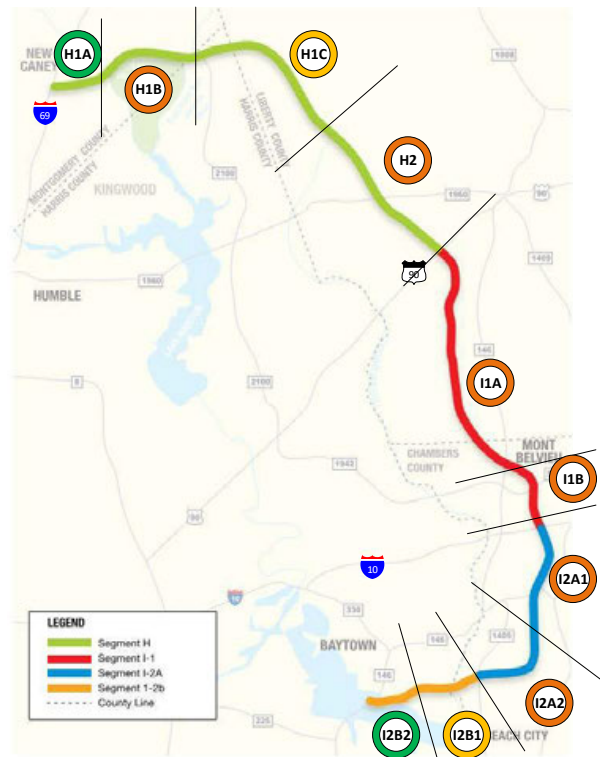 NEW
CANEY
H1A
H1B
H1C
1008
69
LIBERTY COUNTY
HARRIS COUNTY
MONTGOMERY COUNTY
HARRIS COUNTY
2100
H2
KINGWOOD
1960
90
90
1409
1960
HUMBLE
146
8
2100
I1A
CHAMBERS
COUNTY
MONT
BELVIEU
1942
I1B
90
10
I2A1
10
330
LEGEND
Segment H
Segment I-1
Segment I-2A
Segment 1-2b
County Line
BAYTOWN
146
1405
146
225
I2A2
I2B2
I2B1
EACH CITY